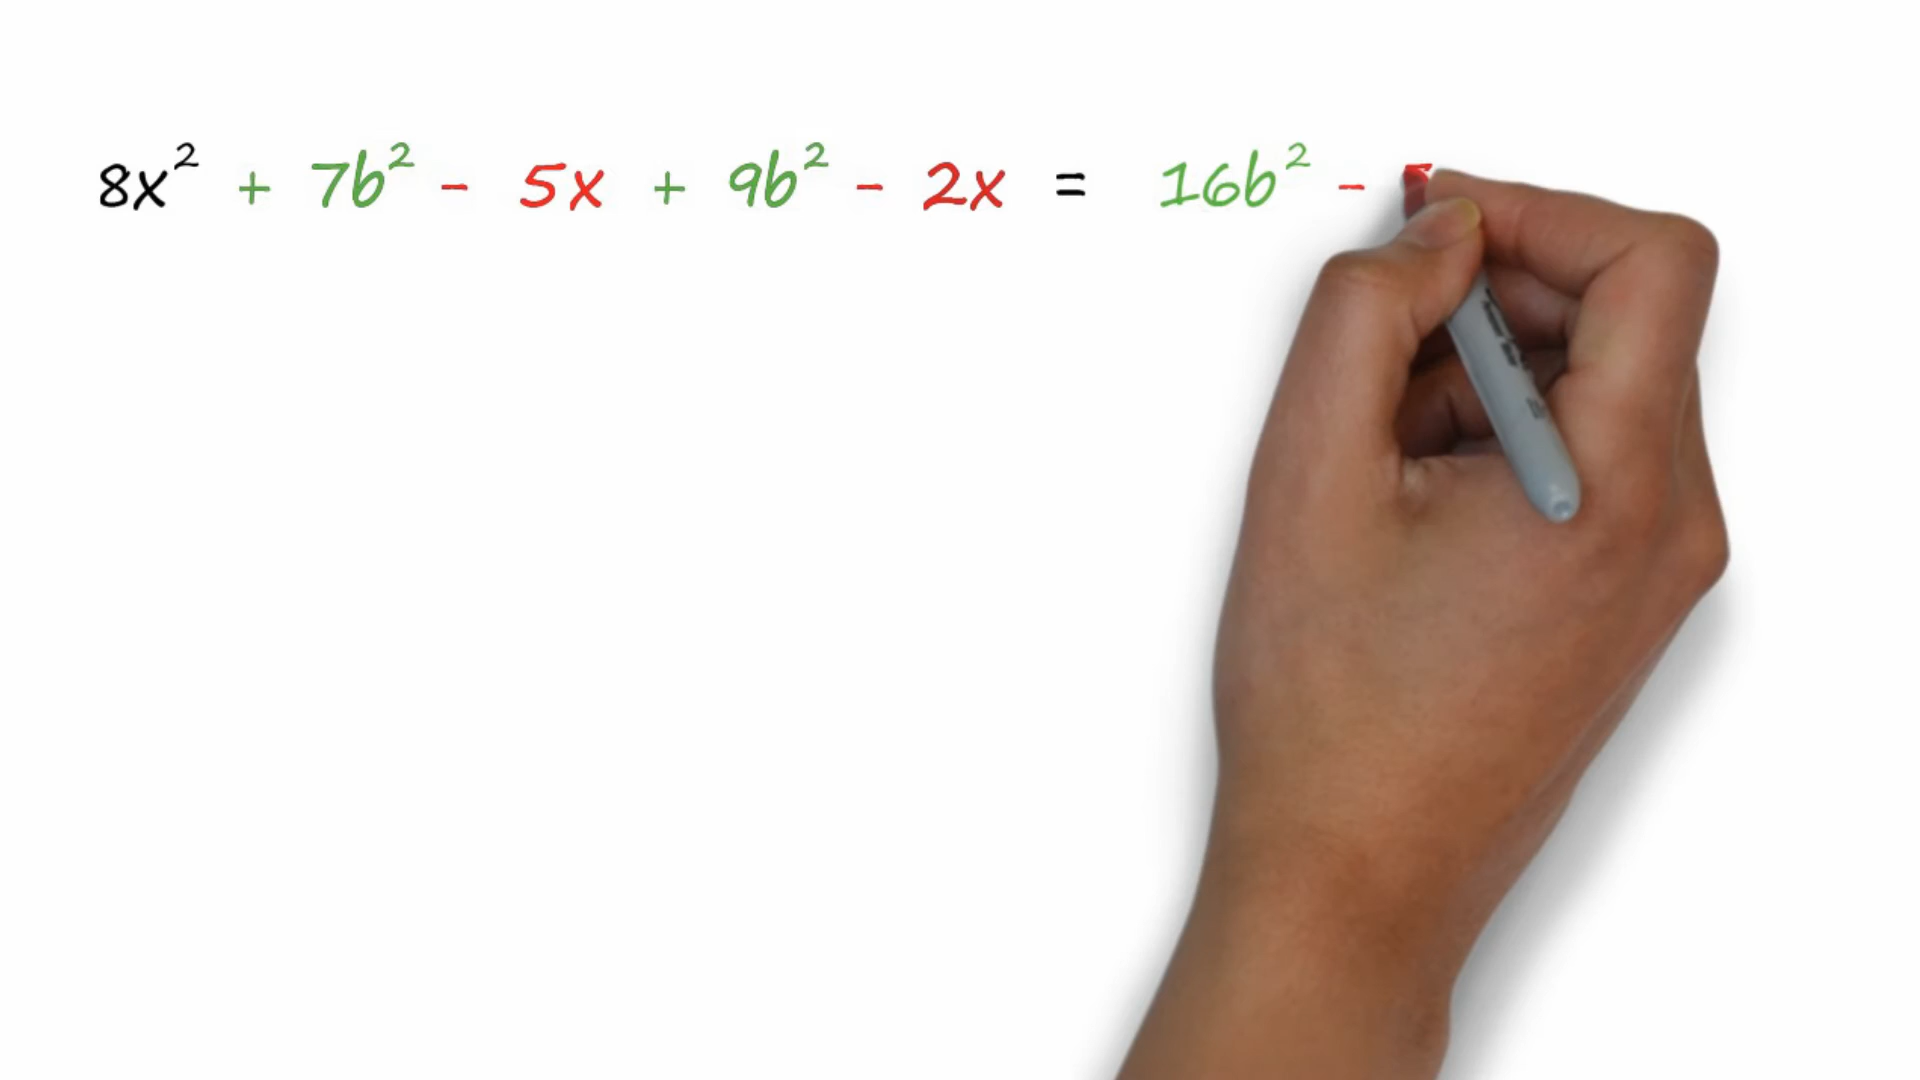 8x² + 7b² - 5x + 9b² - 2x = 16b² -